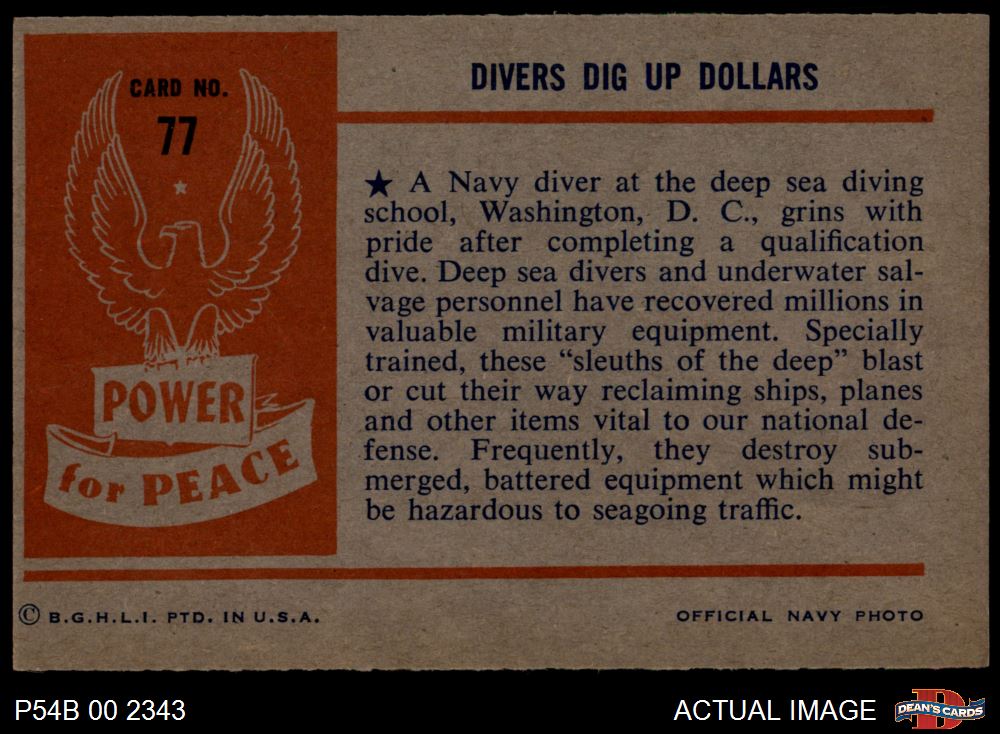 CARD NO.
77
POWER
for PEACE
DIVERS DIG UP DOLLARS
★ A Navy diver at the deep sea diving
school, Washington, D. C., grins with
pride after completing a qualification
dive. Deep sea divers and underwater sal-
vage personnel have recovered millions in
valuable military equipment. Specially
trained, these “sleuths of the deep” blast
or cut their way reclaiming ships, planes
and other items vital to our national de-
fense. Frequently, they destroy sub-
merged, battered equipment which might
be hazardous to seagoing traffic.
© B.G.H.L.I. PTD. IN U.S.A.
OFFICIAL NAVY PHOTO
P54B 00 2343
ACTUAL IMAGE
DEAN'S CARDS